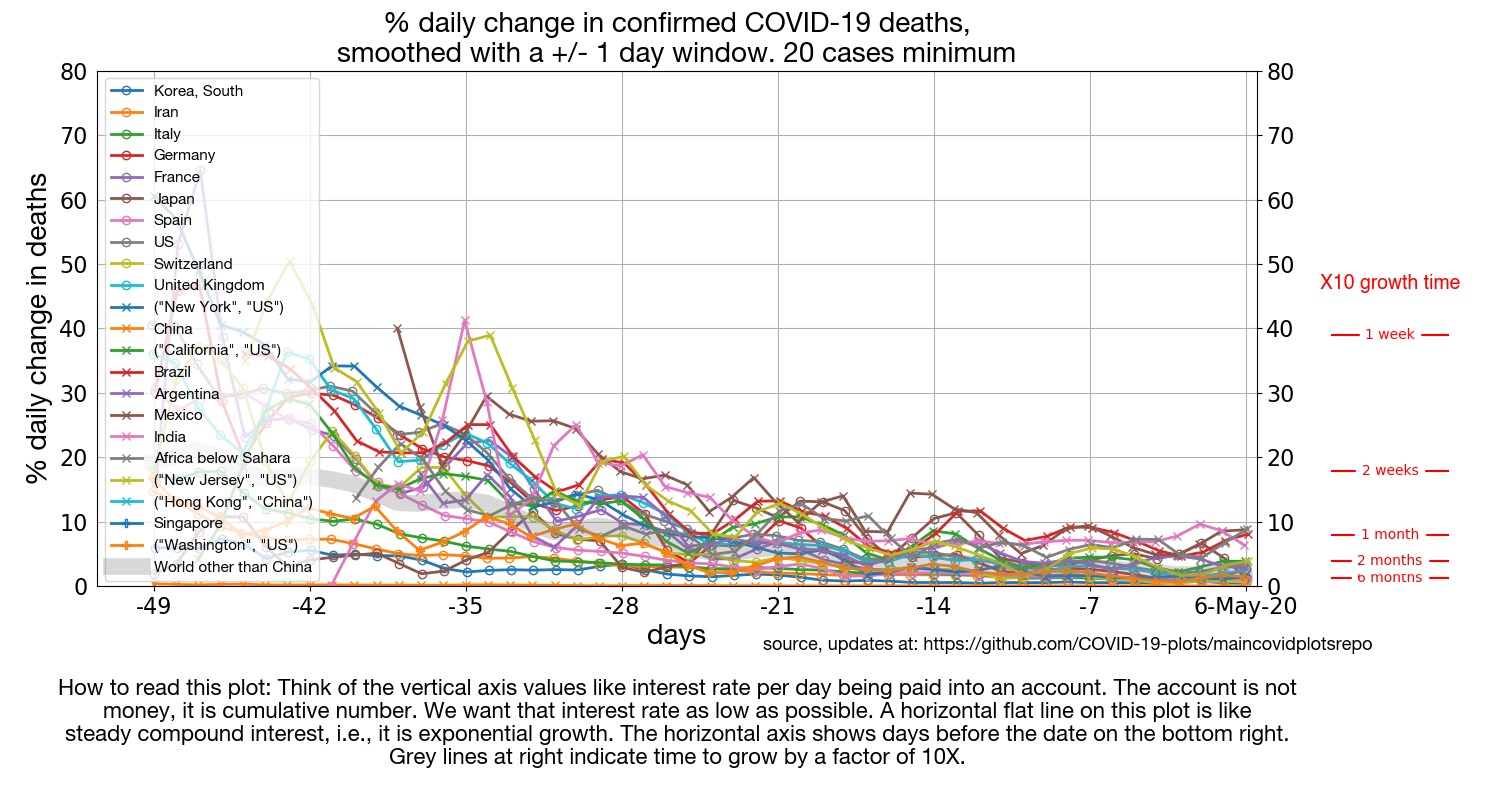 % daily change in confirmed COVID-19 deaths,
smoothed with a +/- 1 day window. 20 cases minimum
% daily change in deaths
80
70
60
50
40
30
20
10
0
Korea, South
Iran
Italy
Germany
France
Japan
Spain
US
Switzerland
United Kingdom
("New York", "US")
China
("California", "US")
Brazil
Argentina
Mexico
India
Africa below Sahara
("New Jersey", "US")
("Hong Kong", "China")
Singapore
("Washington", "US")
World other than China
80
70
60
50
40
30
20
10
0
X10 growth time
1 week
2 weeks
1 month
2 months
6 months
-49 -42 -35 -28 -21 -14 -7 6-May-20
days
source, updates at: https://github.com/COVID-19-plots/maincovidplotsrepo
How to read this plot: Think of the vertical axis values like interest rate per day being paid into an account. The account is not
money, it is cumulative number. We want that interest rate as low as possible. A horizontal flat line on this plot is like
steady compound interest, i.e., it is exponential growth. The horizontal axis shows days before the date on the bottom right.
Grey lines at right indicate time to grow by a factor of 10X.